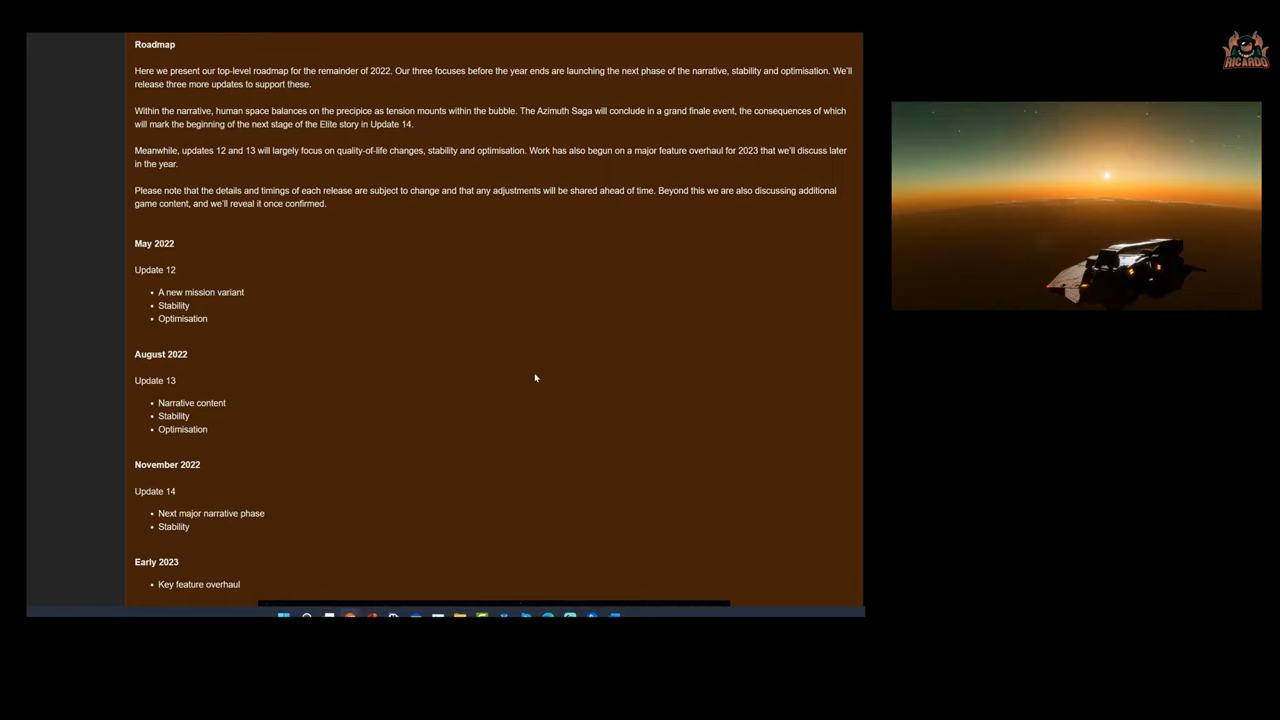 Roadmap
Here we present our top-level roadmap for the remainder of 2022. Our three focuses before the year ends are launching the next phase of the narrative, stability and optimisation. We'll
release three more updates to support these.
Within the narrative, human space balances on the precipice as tension mounts within the bubble. The Azimuth Saga will conclude in a grand finale event, the consequences of which
will mark the beginning of the next stage of the Elite story in Update 14.
Meanwhile, updates 12 and 13 will largely focus on quality-of-life changes, stability and optimisation. Work has also begun on a major feature overhaul for 2023 that we'll discuss later
in the year.
Please note that the details and timings of each release are subject to change and that any adjustments will be shared ahead of time. Beyond this we are also discussing additional
game content, and we'll reveal it once confirmed.
May 2022
Update 12
• A new mission variant
• Stability
• Optimisation
August 2022
Update 13
• Narrative content
• Stability
• Optimisation
November 2022
Update 14
• Next major narrative phase
• Stability
Early 2023
• Key feature overhaul
RICARDO